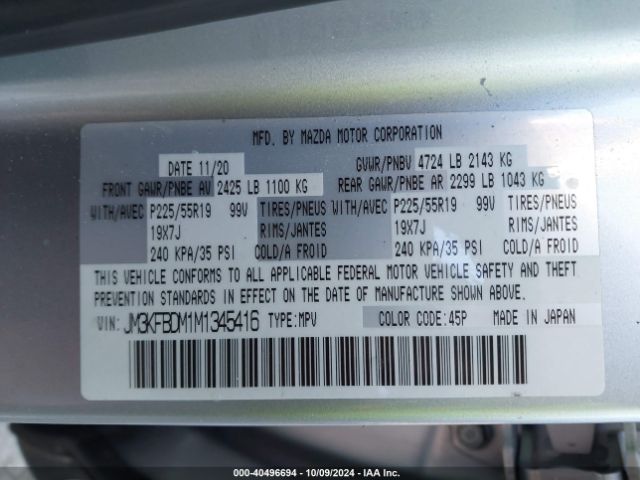 MFD. BY MAZDA MOTOR CORPORATION
DATE 11/20 GVWR/PNBV 4724 LB 2143 KG
FRONT GAWR/PNBE AV 2425 LB 1100 KG REAR GAWR/PNBE AR 2299 LB 1043 KG
WITH/AVEC P225/55R19 99V TIRES/PNEUS WITH/AVEC P225/55R19 99V TIRES/PNEUS
19X7J RIMS/JANTES 19X7J RIMS/JANTES
240 KPA/35 PSI COLD/A FROID 240 KPA/35 PSI COLD/A FROID
THIS VEHICLE CONFORMS TO ALL APPLICABLE FEDERAL MOTOR VEHICLE SAFETY AND THEFT
PREVENTION STANDARDS IN EFFECT ON THE DATE OF MANUFACTURE SHOWN ABOVE.
VIN: JM3KFBDM1M1345416 TYPE:MPV COLOR CODE:45P MADE IN JAPAN
000-40496694 | 10/09/2024 | IAA Inc.